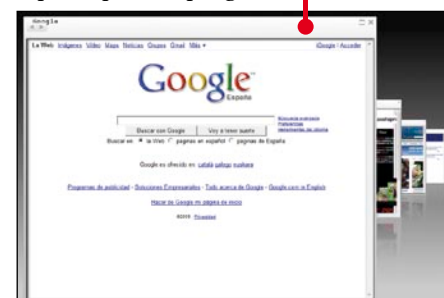 Google
La Web Imágenes Vídeo Maps Noticias Grupos Gmail Más
iGoogle | Acceder
Google
España
Búsqueda avanzada
Preferencias
Herramientas del idioma
Buscar con Google Voy a tener suerte
Buscar en: la Web páginas en español páginas de España
Google es ofrecido en: català galego euskara
Programas de publicidad - Soluciones Empresariales - Todo acerca de Google - Google.com in English
Hacer de Google mi página de inicio
Privacidad